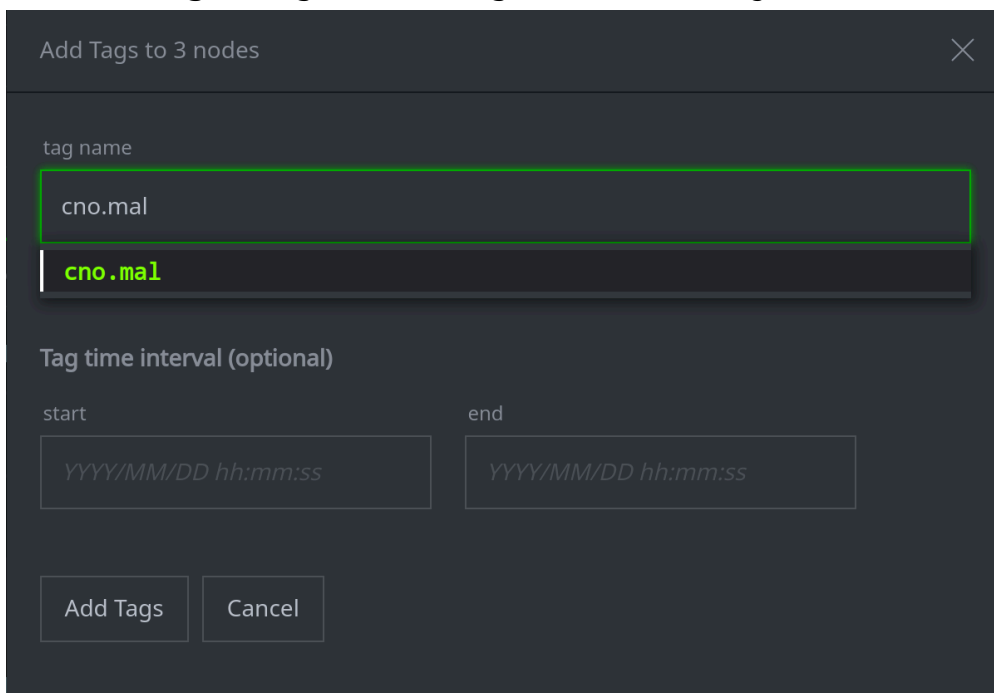 Add Tags to 3 nodes
tag name
cno.mal
cno.mal
Tag time interval (optional)
start end
YYYY/MM/DD hh:mm:ss YYYY/MM/DD hh:mm:ss
Add Tags Cancel